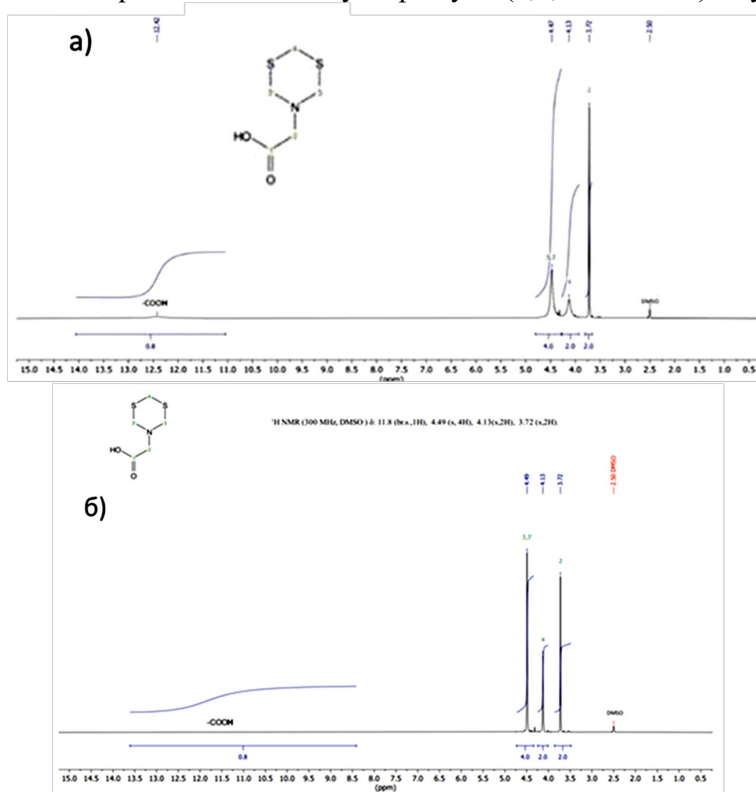 а)
12.42
4.47 4.13 3.72 2.50
4
S S
N
HO
O
2
3,3'
4
-COOH
DMSO
0.8
4.0 2.0 2.0
15.0 14.5 14.0 13.5 13.0 12.5 12.0 11.5 11.0 10.5 10.0 9.5 9.0 8.5 8.0 7.5 7.0 6.5 6.0 5.5 5.0 4.5 4.0 3.5 3.0 2.5 2.0 1.5 1.0
(ppm)
S S
N
HO
O
¹H NMR (300 MHz, DMSO ) δ: 11.8 (br.s.,1H), 4.49 (s, 4H), 4.13(s,2H), 3.72 (s,2H).
б)
4.49 4.13 3.72 2.50 DMSO
3,3'
2
4
-COOH
DMSO
0.8
4.0 2.0 2.0
15.0 14.5 14.0 13.5 13.0 12.5 12.0 11.5 11.0 10.5 10.0 9.5 9.0 8.5 8.0 7.5 7.0 6.5 6.0 5.5 5.0 4.5 4.0 3.5 3.0 2.5 2.0 1.5 1.0 0.5
(ppm)